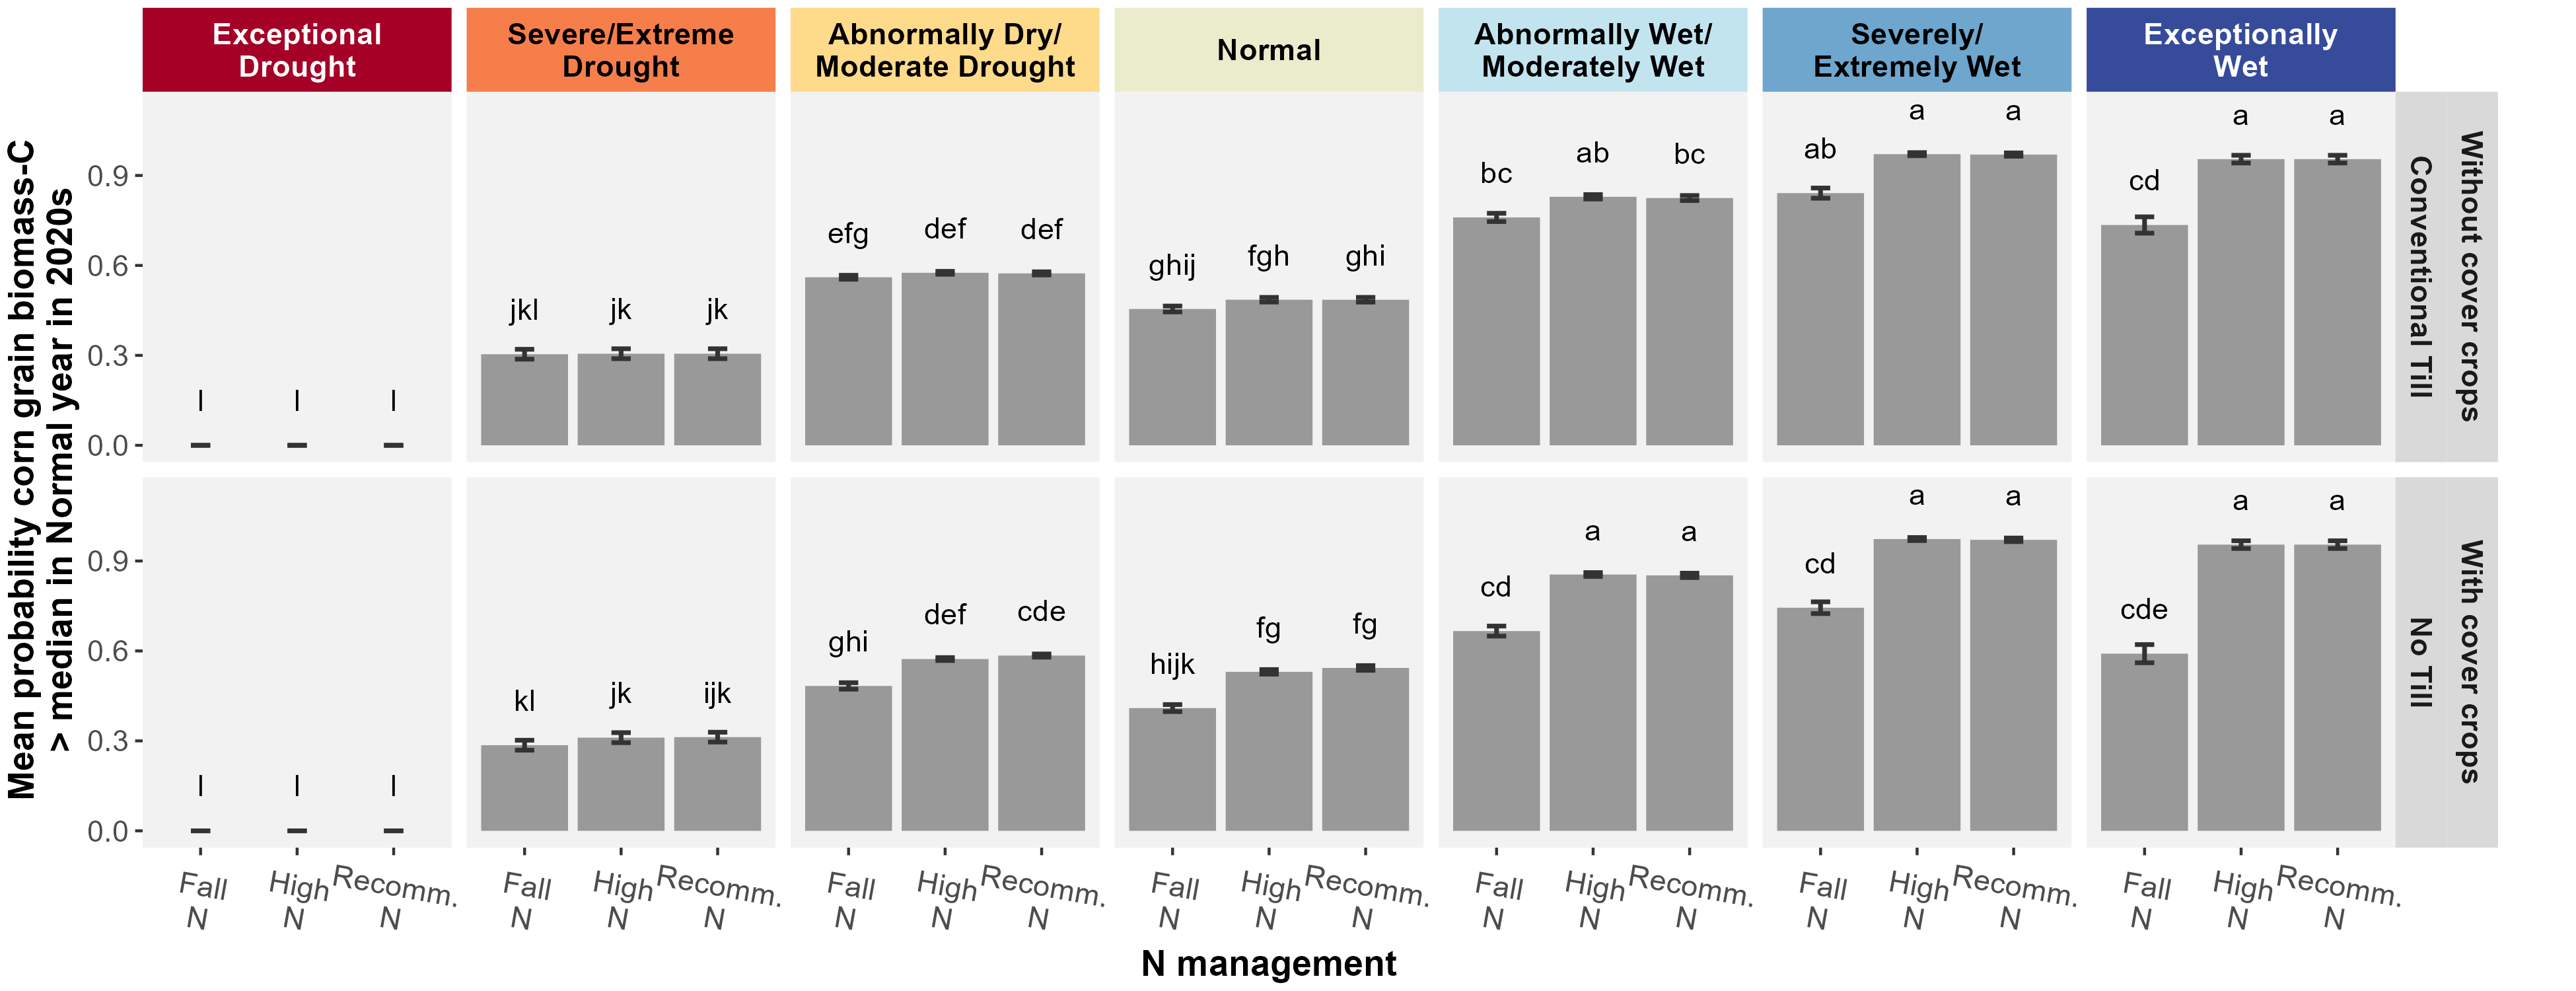 Exceptional
Drought
Severe/Extreme
Drought
Abnormally Dry/
Moderate Drought
Normal
Abnormally Wet/
Moderately Wet
Severely/
Extremely Wet
Exceptionally
Wet
Mean probability corn grain biomass-C
> median in Normal year in 2020s
0.9
0.6
0.3
0.0
l l l
jkl jk jk
efg def def
ghij fgh ghi
bc ab bc
ab a a
cd a a
Conventional Till
Without cover crops
0.9
0.6
0.3
0.0
l l l
kl jk ijk
ghi def cde
hijk fg fg
cd a a
cd a a
cde a a
No Till
With cover crops
Fall
N
High
N
Recomm.
N
Fall
N
High
N
Recomm.
N
Fall
N
High
N
Recomm.
N
Fall
N
High
N
Recomm.
N
Fall
N
High
N
Recomm.
N
Fall
N
High
N
Recomm.
N
Fall
N
High
N
Recomm.
N
N management